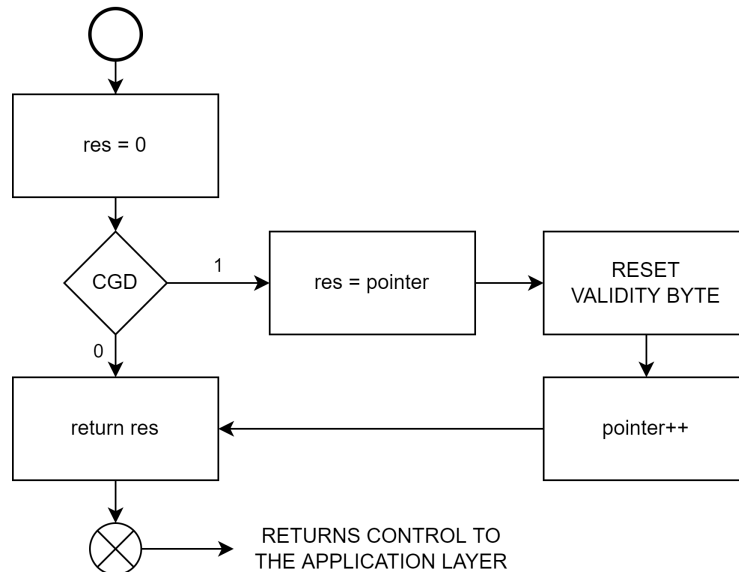 res = 0
CGD
1
res = pointer
RESET
VALIDITY BYTE
0
return res
pointer++
RETURNS CONTROL TO
THE APPLICATION LAYER